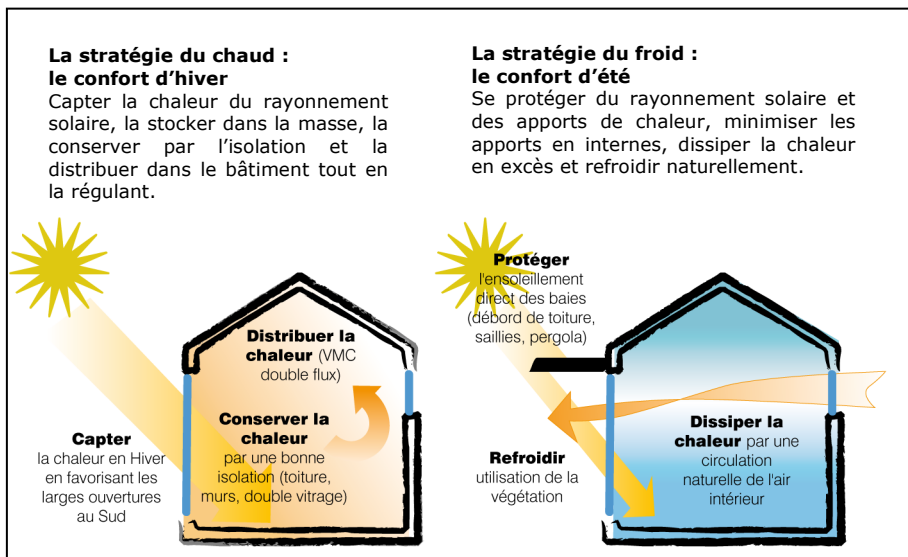 La stratégie du chaud :
le confort d’hiver
Capter la chaleur du rayonnement
solaire, la stocker dans la masse, la
conserver par l’isolation et la
distribuer dans le bâtiment tout en
la régulant.
La stratégie du froid :
le confort d’été
Se protéger du rayonnement solaire et
des apports de chaleur, minimiser les
apports en internes, dissiper la chaleur
en excès et refroidir naturellement.
Distribuer la
chaleur (VMC
double flux)
Conserver la
chaleur
par une bonne
isolation (toiture,
murs, double vitrage)
Capter
la chaleur en Hiver
en favorisant les
larges ouvertures
au Sud
Protéger
l'ensoleillement
direct des baies
(débord de toiture,
saillies, pergola)
Refroidir
utilisation de la
végétation
Dissiper la
chaleur par une
circulation
naturelle de l'air
intérieur